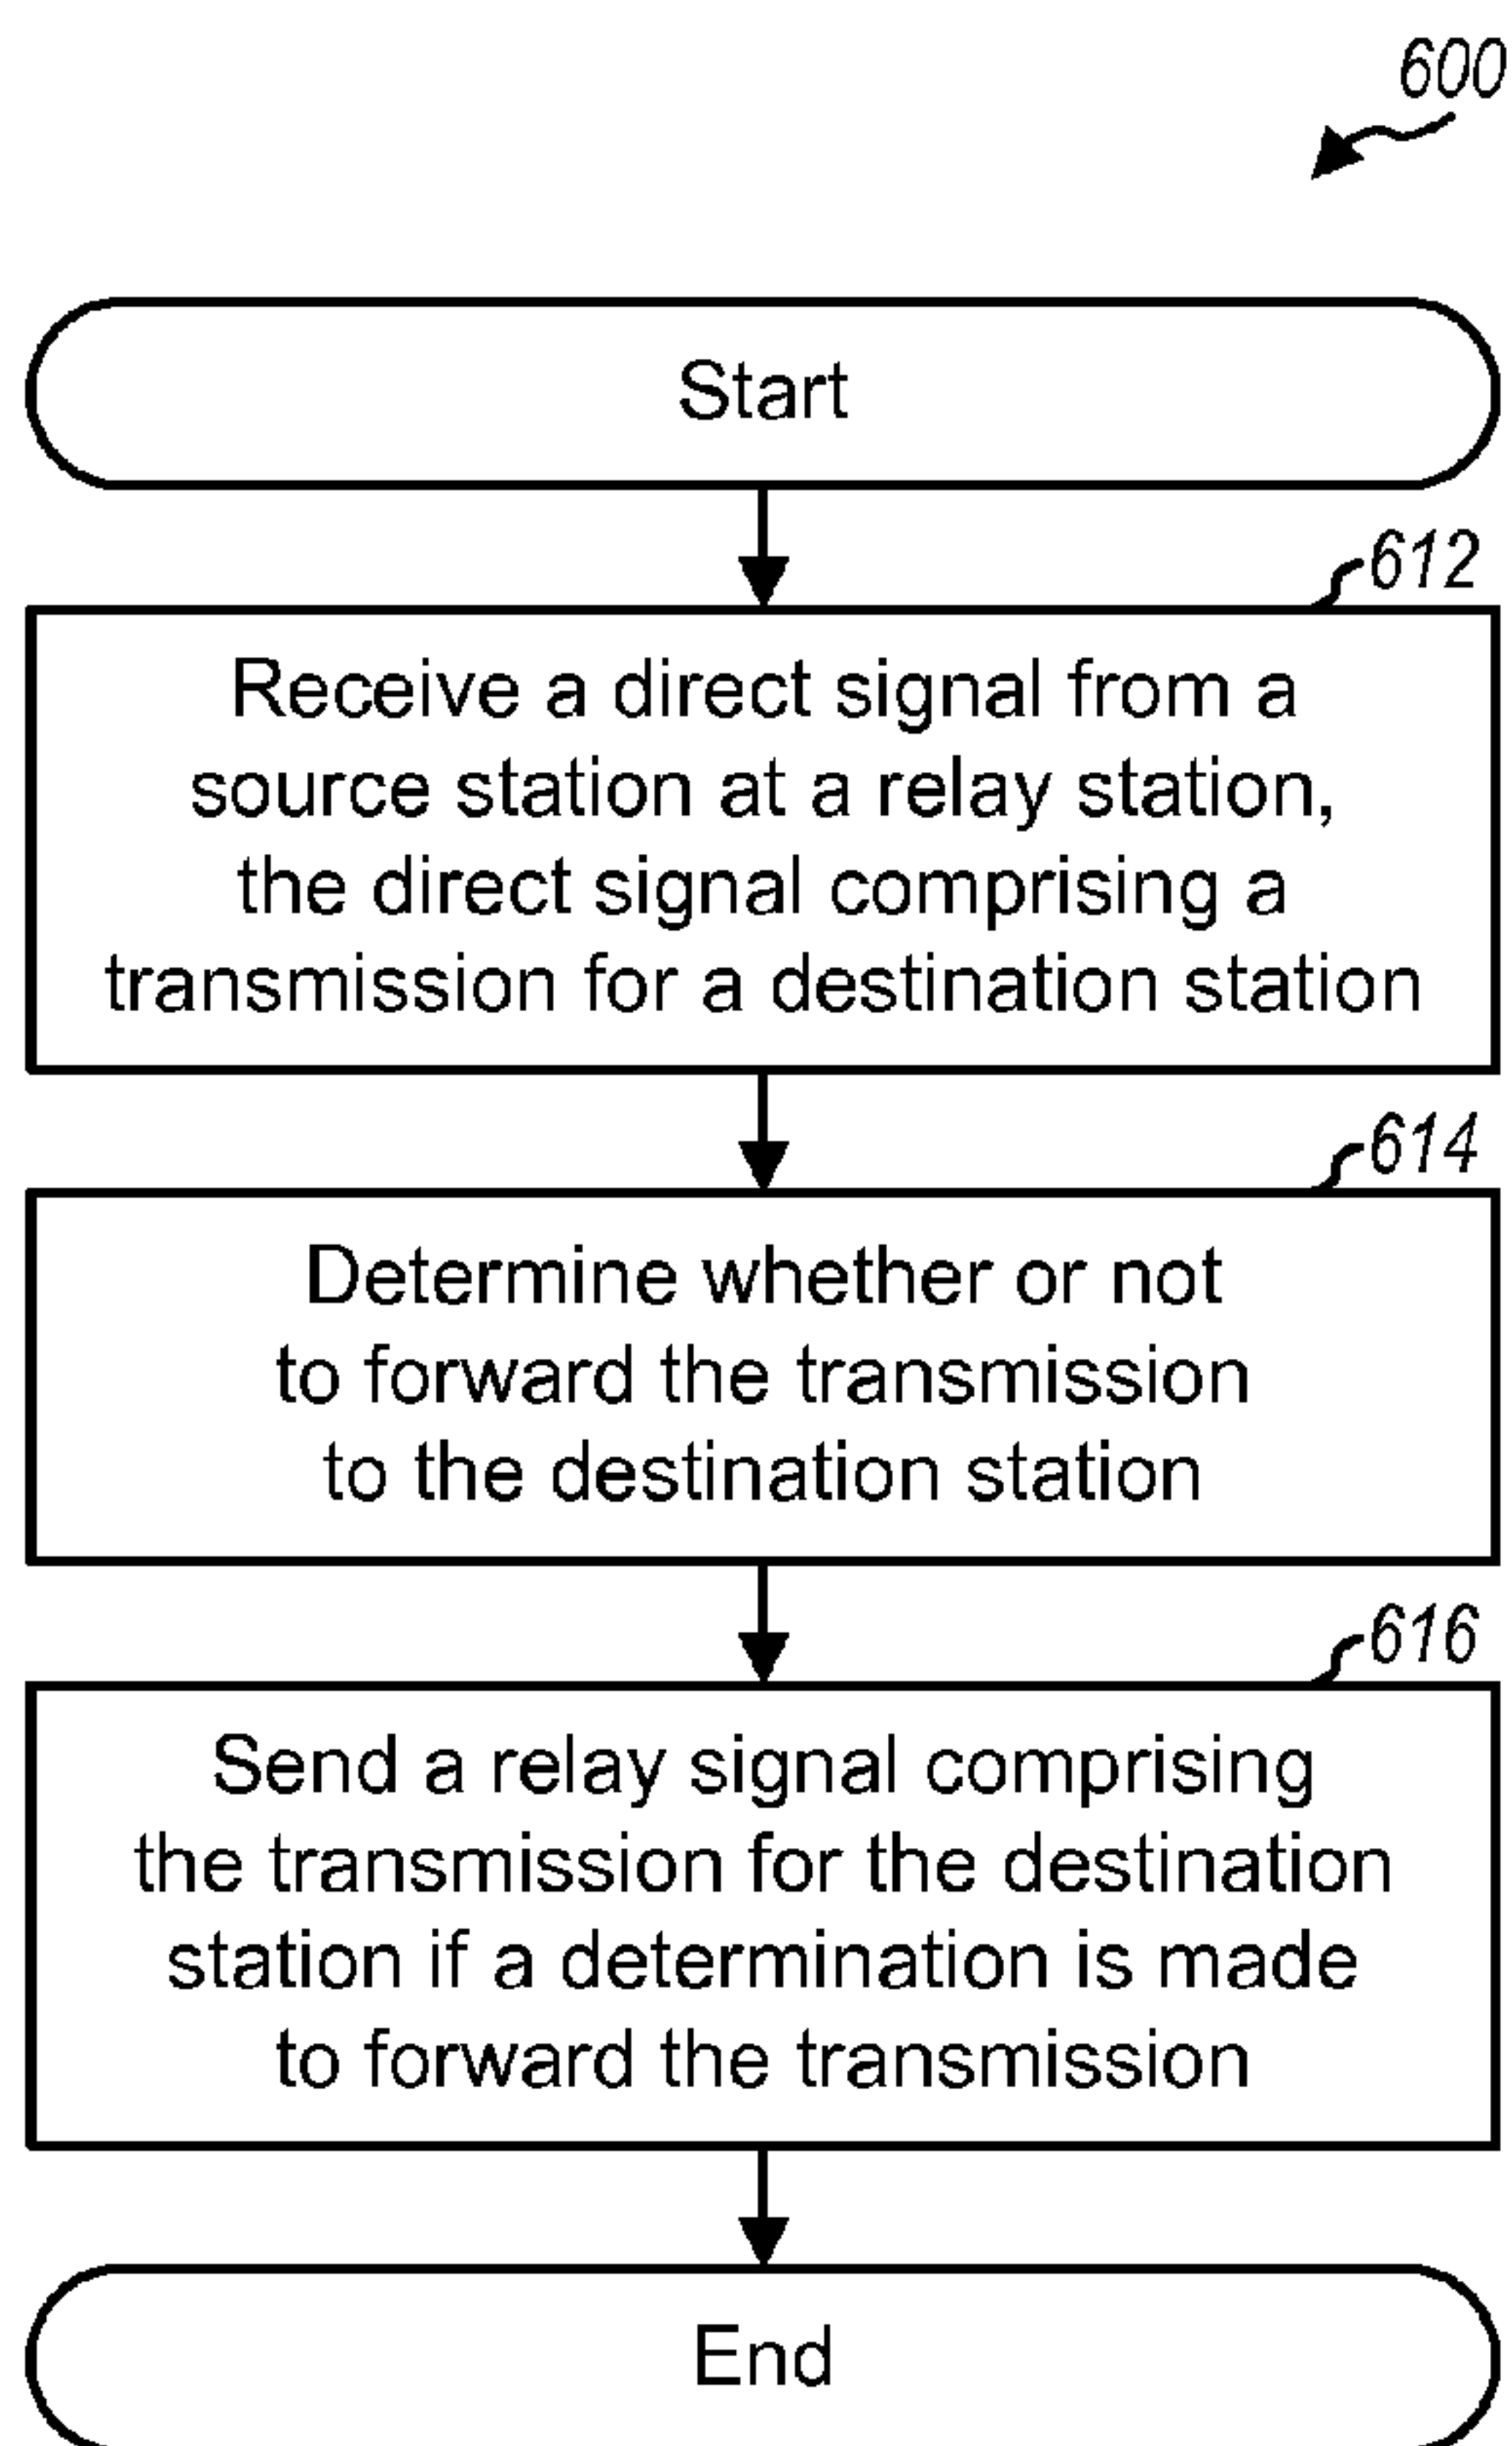 600
Start
612
Receive a direct signal from a
source station at a relay station,
the direct signal comprising a
transmission for a destination station
614
Determine whether or not
to forward the transmission
to the destination station
616
Send a relay signal comprising
the transmission for the destination
station if a determination is made
to forward the transmission
End